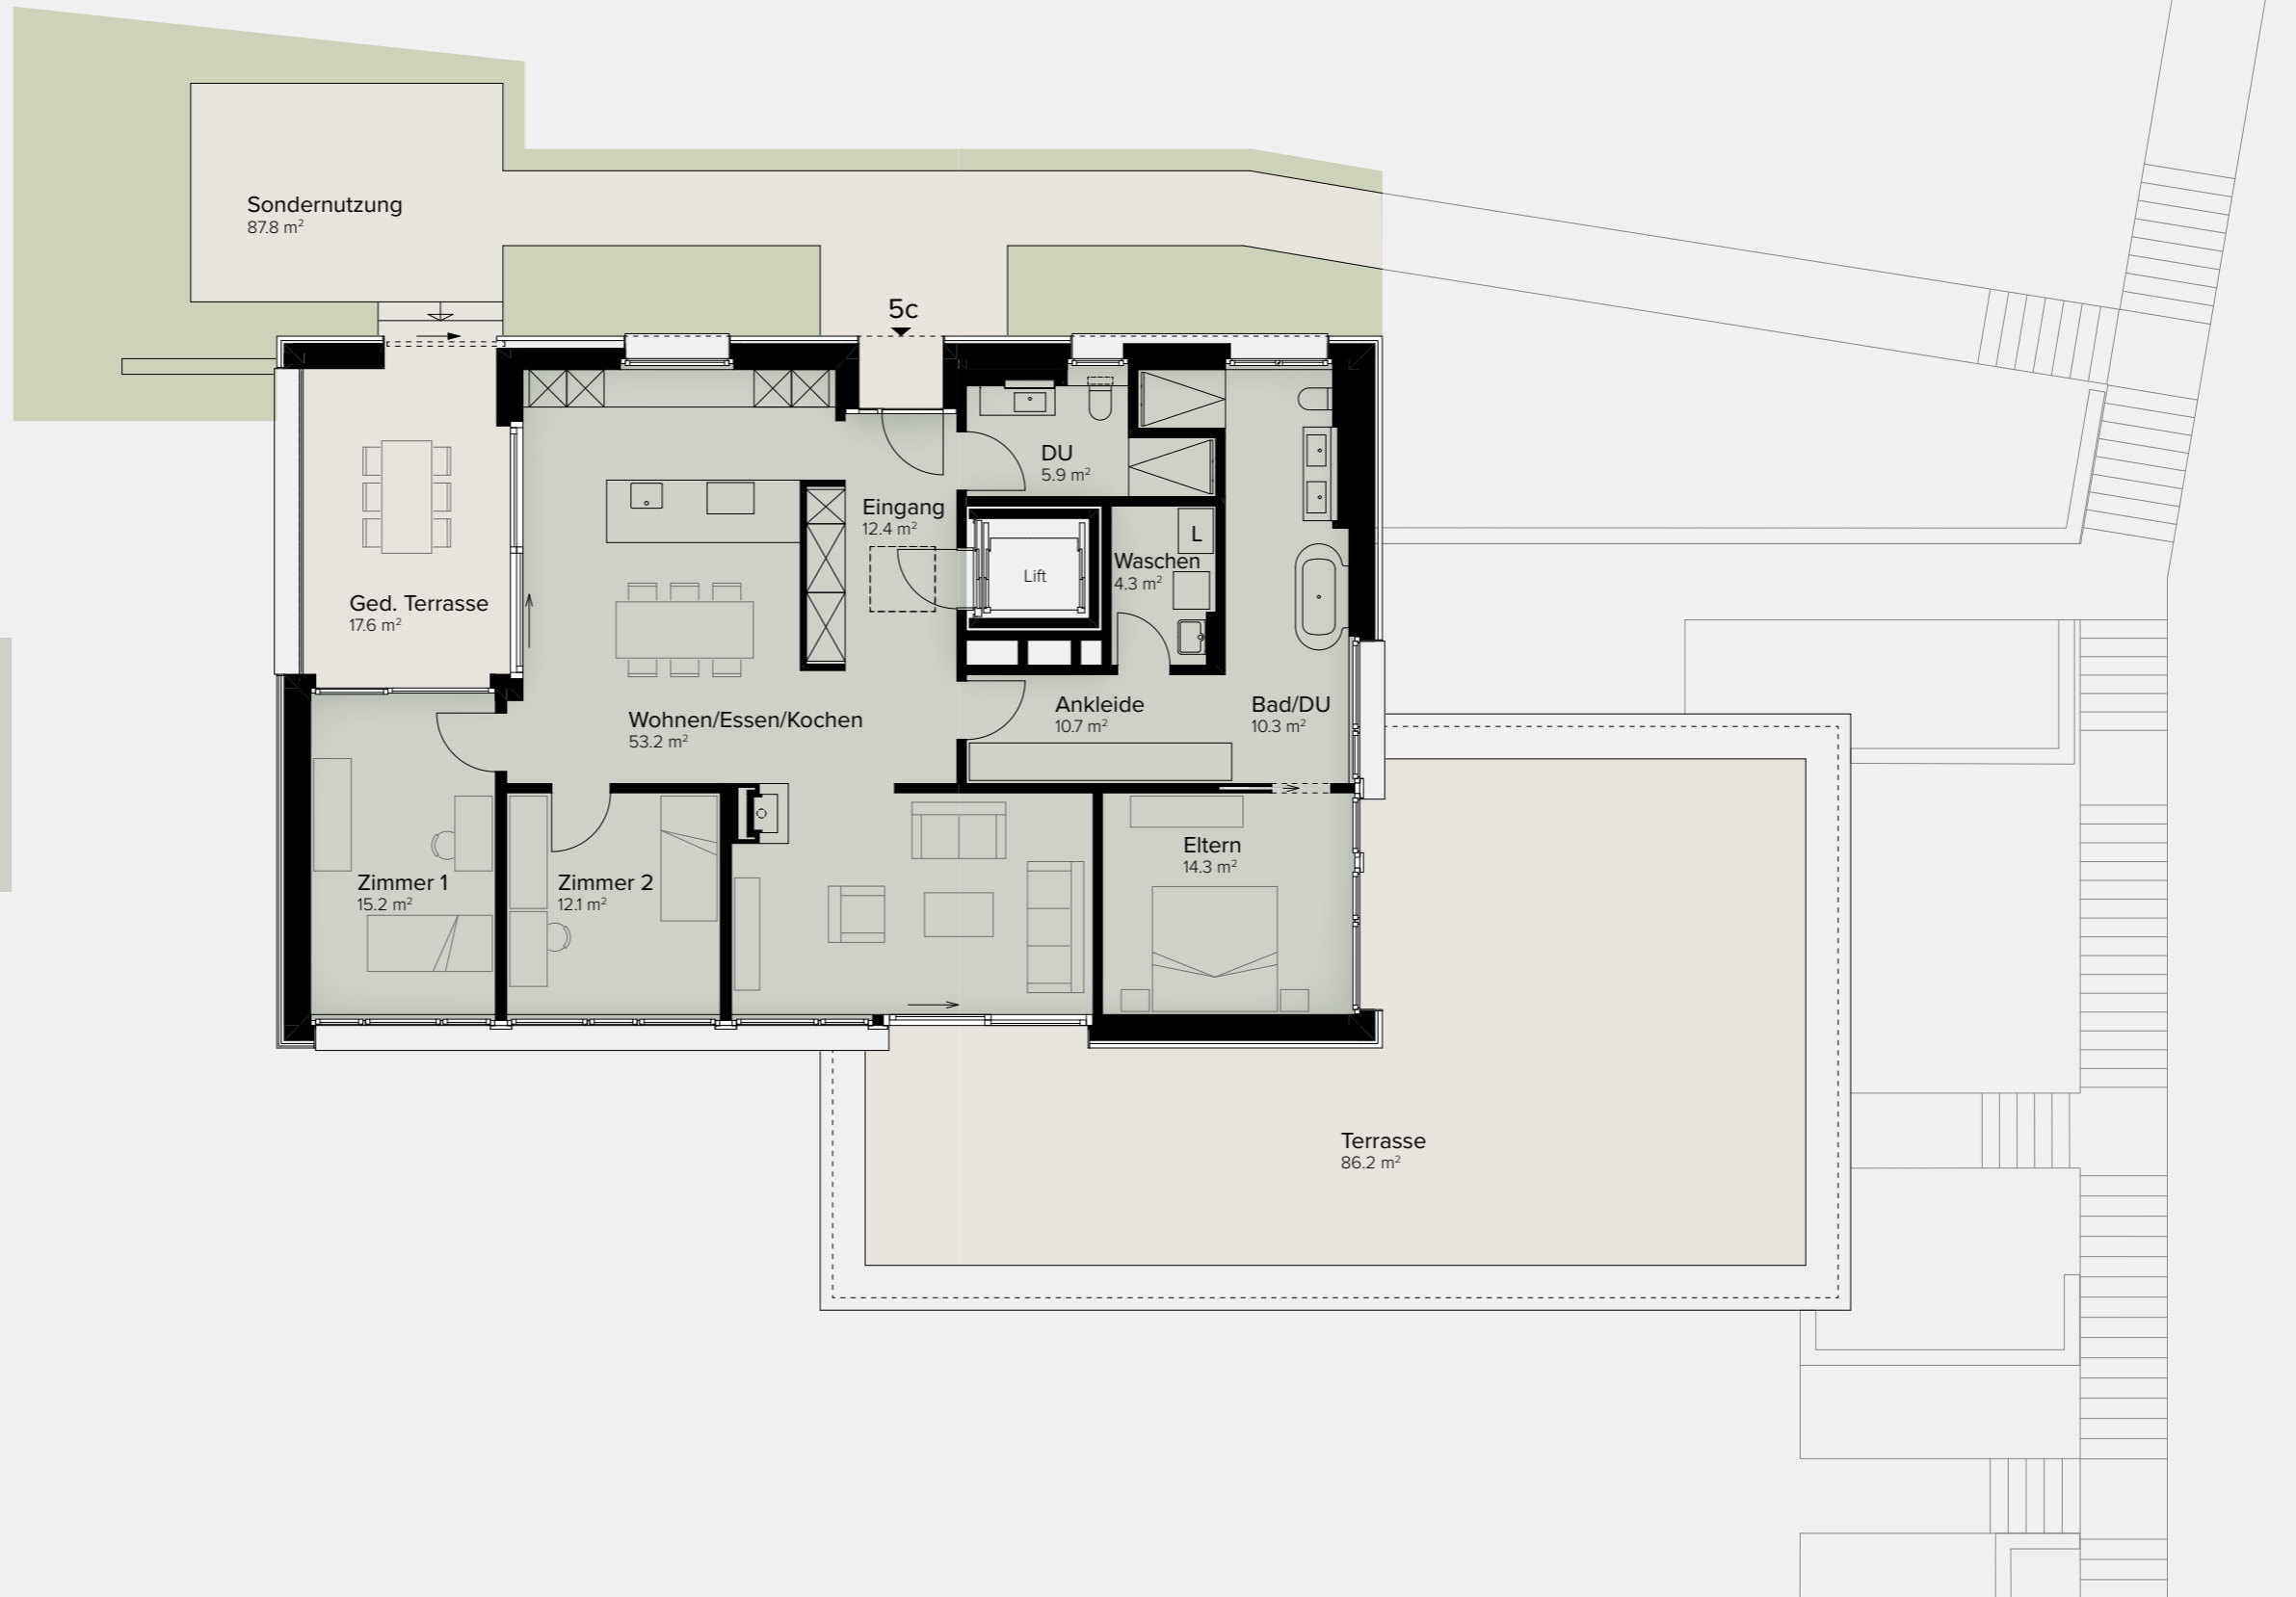 Sondernutzung
87.8 m²
5c
DU
5.9 m²
Eingang
12.4 m²
L
Waschen
4.3 m²
Lift
Ged. Terrasse
17.6 m²
Wohnen/Essen/Kochen
53.2 m²
Ankleide
10.7 m²
Bad/DU
10.3 m²
Eltern
14.3 m²
Zimmer 1
15.2 m²
Zimmer 2
12.1 m²
Terrasse
86.2 m²